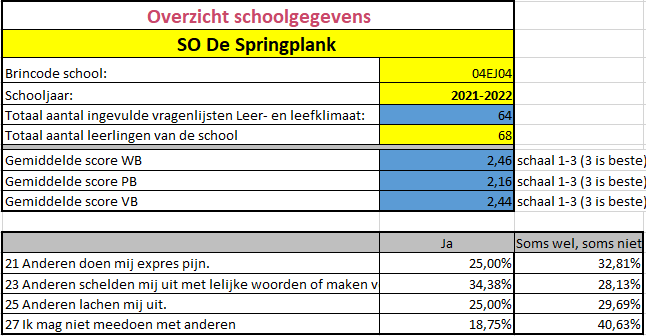 Overzicht schoolgegevens
SO De Springplank
Brincode school: 04EJ04
Schooljaar: 2021-2022
Totaal aantal ingevulde vragenlijsten Leer- en leefklimaat: 64
Totaal aantal leerlingen van de school 68
Gemiddelde score WB 2,46 schaal 1-3 (3 is beste)
Gemiddelde score PB 2,16 schaal 1-3 (3 is beste)
Gemiddelde score VB 2,44 schaal 1-3 (3 is beste)
Ja Soms wel, soms niet
21 Anderen doen mij expres pijn. 25,00% 32,81%
23 Anderen schelden mij uit met lelijke woorden of maken v 34,38% 28,13%
25 Anderen lachen mij uit. 25,00% 29,69%
27 Ik mag niet meedoen met anderen 18,75% 40,63%